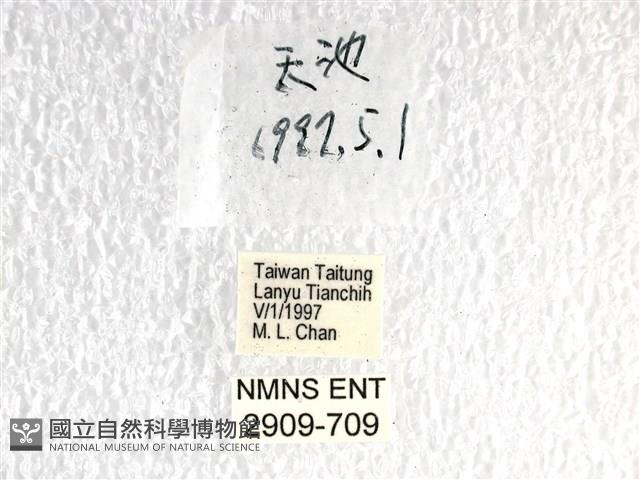 天池
1997.5.1
Taiwan Taitung
Lanyu Tianchih
V/1/1997
M. L. Chan
NMNS ENT
2909-709
國立自然科學博物館
NATIONAL MUSEUM OF NATURAL SCIENCE